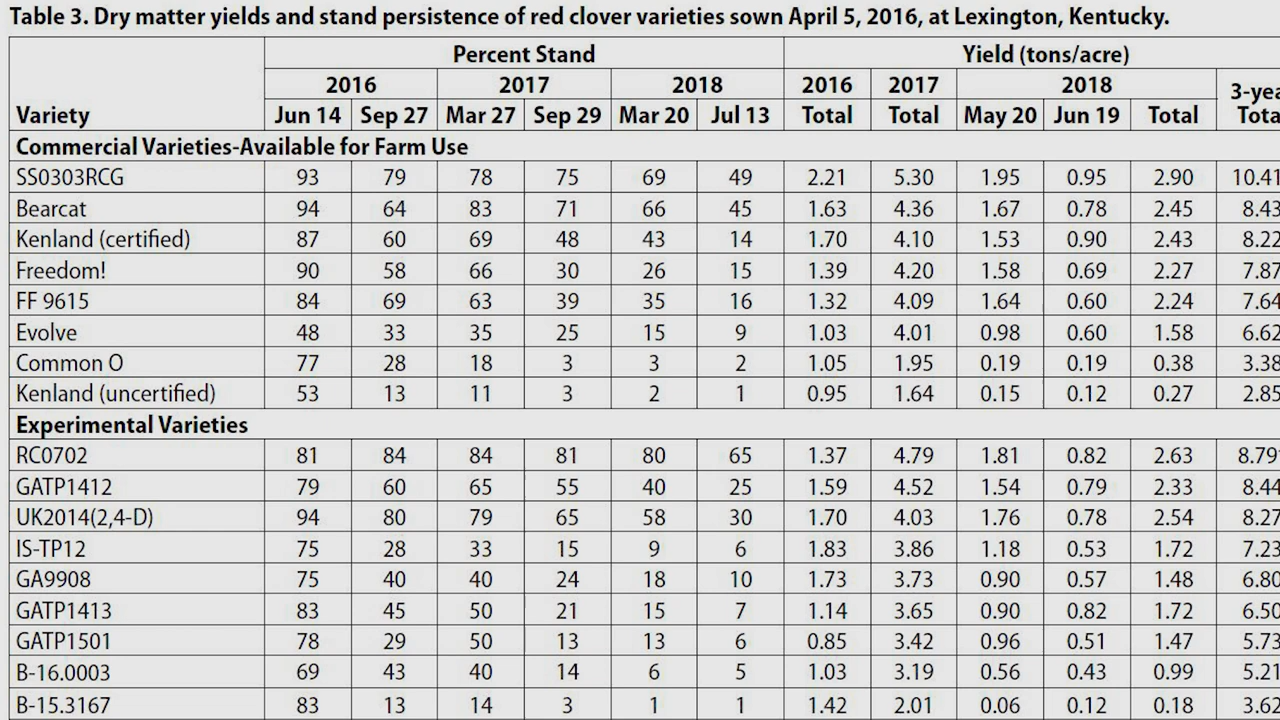 Table 3. Dry matter yields and stand persistence of red clover varieties sown April 5, 2016, at Lexington, Kentucky.
Percent Stand Yield (tons/acre)
2016 2017 2018 2016 2017 2018 3-yea
Variety Jun 14 Sep 27 Mar 27 Sep 29 Mar 20 Jul 13 Total Total May 20 Jun 19 Total Tota
Commercial Varieties-Available for Farm Use
SS0303RCG 93 79 78 75 69 49 2.21 5.30 1.95 0.95 2.90 10.41
Bearcat 94 64 83 71 66 45 1.63 4.36 1.67 0.78 2.45 8.43
Kenland (certified) 87 60 69 48 43 14 1.70 4.10 1.53 0.90 2.43 8.22
Freedom! 90 58 66 30 26 15 1.39 4.20 1.58 0.69 2.27 7.87
FF 9615 84 69 63 39 35 16 1.32 4.09 1.64 0.60 2.24 7.64
Evolve 48 33 35 25 15 9 1.03 4.01 0.98 0.60 1.58 6.62
Common O 77 28 18 3 3 2 1.05 1.95 0.19 0.19 0.38 3.38
Kenland (uncertified) 53 13 11 3 2 1 0.95 1.64 0.15 0.12 0.27 2.85
Experimental Varieties
RC0702 81 84 84 81 80 65 1.37 4.79 1.81 0.82 2.63 8.79
GATP1412 79 60 65 55 40 25 1.59 4.52 1.54 0.79 2.33 8.44
UK2014(2,4-D) 94 80 79 65 58 30 1.70 4.03 1.76 0.78 2.54 8.27
IS-TP12 75 28 33 15 9 6 1.83 3.86 1.18 0.53 1.72 7.23
GA9908 75 40 40 24 18 10 1.73 3.73 0.90 0.57 1.48 6.80
GATP1413 83 45 50 21 15 7 1.14 3.65 0.90 0.82 1.72 6.50
GATP1501 78 29 50 13 13 6 0.85 3.42 0.96 0.51 1.47 5.73
B-16.0003 69 43 40 14 6 5 1.03 3.19 0.56 0.43 0.99 5.21
B-15.3167 83 13 14 3 1 1 1.42 2.01 0.06 0.12 0.18 3.62